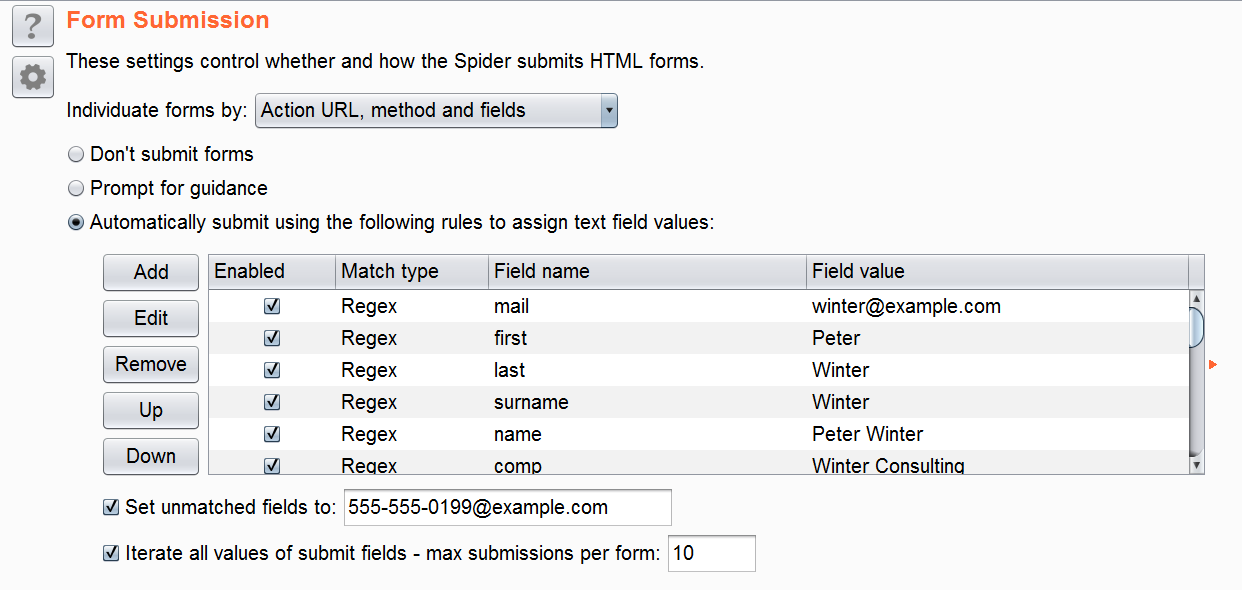 ?
Form Submission
These settings control whether and how the Spider submits HTML forms.
Individuate forms by: Action URL, method and fields
Don't submit forms
Prompt for guidance
Automatically submit using the following rules to assign text field values:
Add
Edit
Remove
Up
Down
Enabled Match type Field name Field value
Regex mail winter@example.com
Regex first Peter
Regex last Winter
Regex surname Winter
Regex name Peter Winter
Regex comp Winter Consulting
Set unmatched fields to: 555-555-0199@example.com
Iterate all values of submit fields - max submissions per form: 10